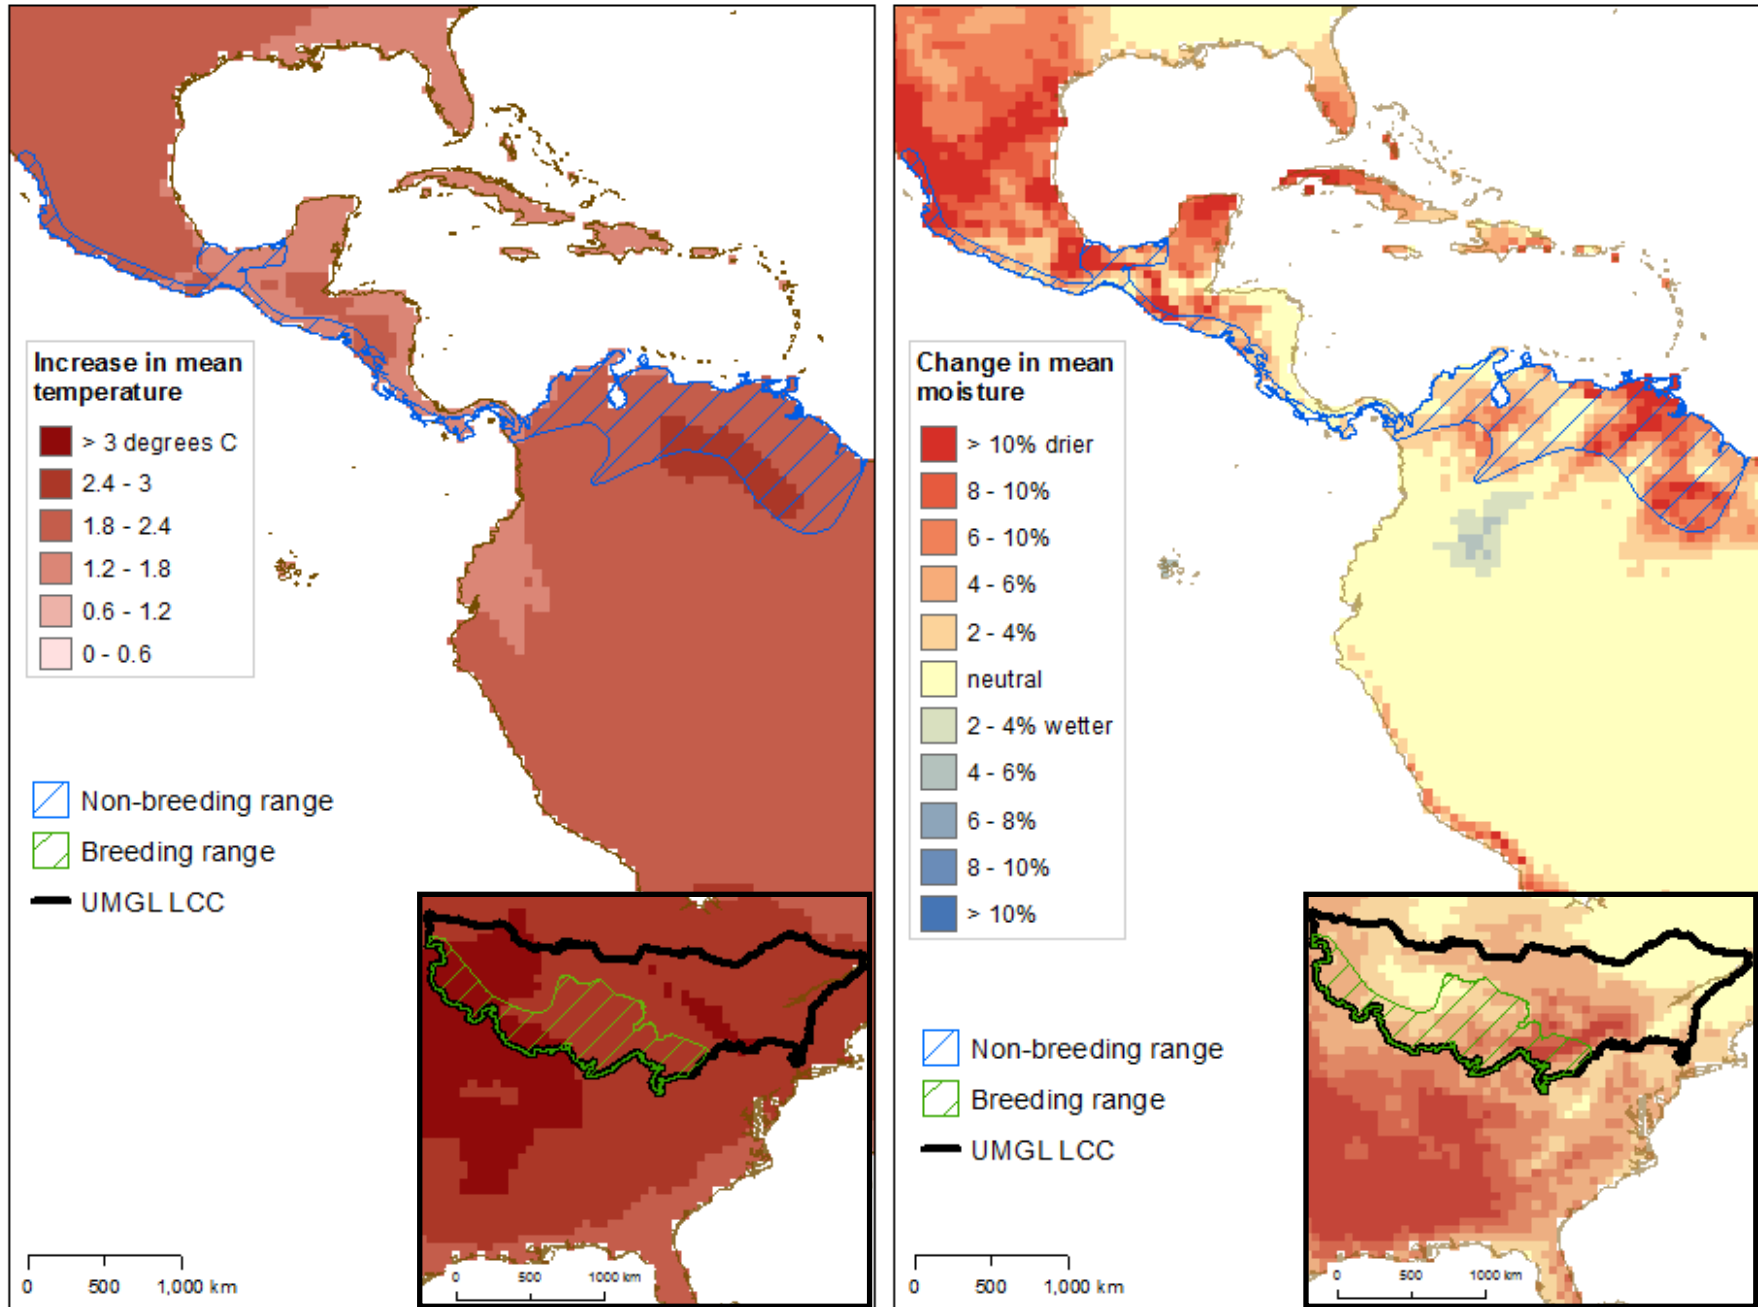 Increase in mean
temperature
> 3 degrees C
2.4 - 3
1.8 - 2.4
1.2 - 1.8
0.6 - 1.2
0 - 0.6
Non-breeding range
Breeding range
UMGL LCC
0 500 1,000 km
0 500 1000 km
Change in mean
moisture
> 10% drier
8 - 10%
6 - 10%
4 - 6%
2 - 4%
neutral
2 - 4% wetter
4 - 6%
6 - 8%
8 - 10%
> 10%
Non-breeding range
Breeding range
UMGL LCC
0 500 1,000 km
0 500 1000 km